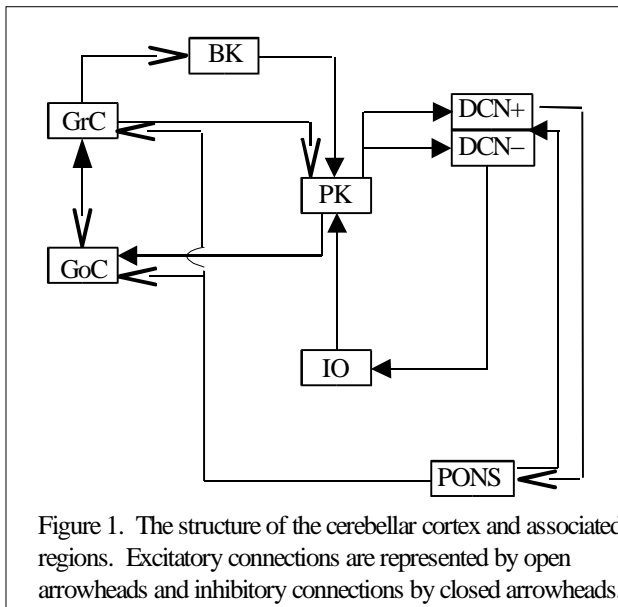 BK
GrC
DCN+
DCN–
PK
GoC
IO
PONS
Figure 1. The structure of the cerebellar cortex and associated
regions. Excitatory connections are represented by open
arrowheads and inhibitory connections by closed arrowheads.